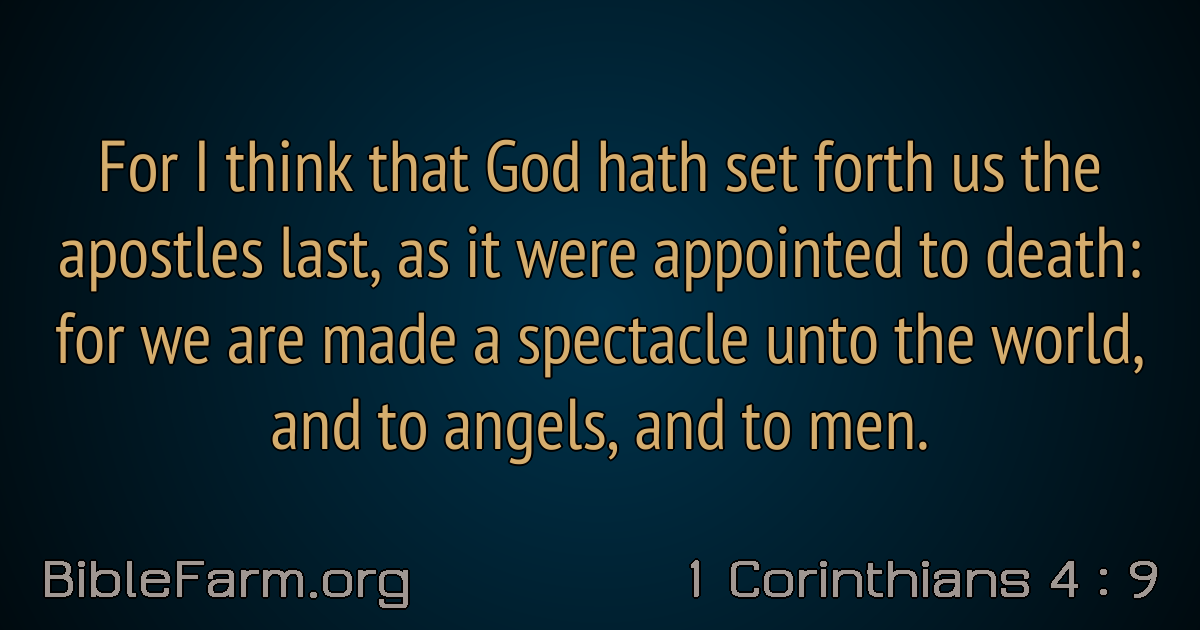 For I think that God hath set forth us the
apostles last, as it were appointed to death:
for we are made a spectacle unto the world,
and to angels, and to men.
BibleFarm.org
1 Corinthians 4 : 9